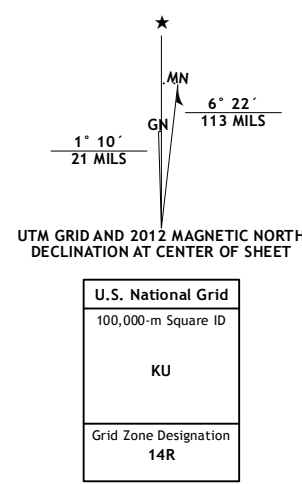 ★
MN
GN
6° 22´
113 MILS
1° 10´
21 MILS
UTM GRID AND 2012 MAGNETIC NORTH
DECLINATION AT CENTER OF SHEET
U.S. National Grid
100,000-m Square ID
KU
Grid Zone Designation
14R